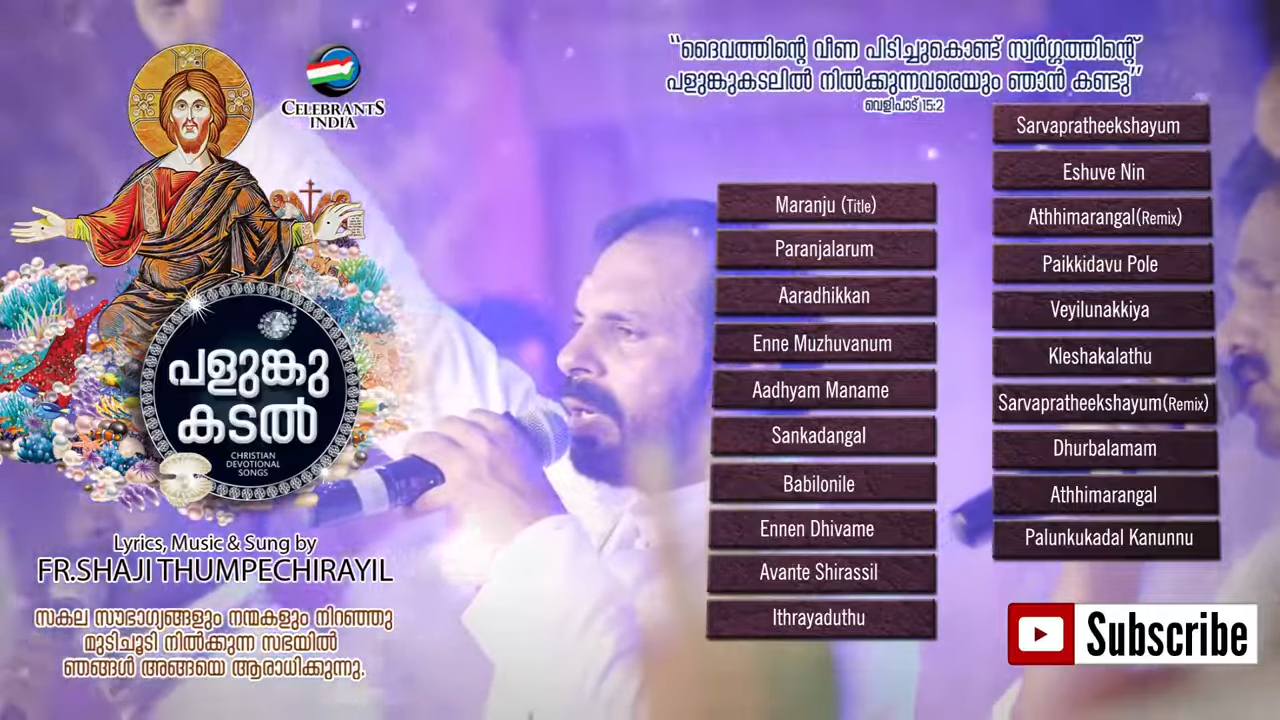 CELEBRANTS
INDIA
പളുങ്കു
കടൽ
CHRISTIAN
DEVOTIONAL
SONGS
Lyrics, Music & Sung by
FR.SHAJI THUMPECHIRAYIL
സകല സൗഭാഗ്യങ്ങളും നന്മകളും നിറഞ്ഞു
മുടിചൂടി നിൽക്കുന്ന സഭയിൽ
ഞങ്ങൾ അങ്ങയെ ആരാധിക്കുന്നു.
“ദൈവത്തിന്റെ വീണ പിടിച്ചുകൊണ്ട് സ്വർഗ്ഗത്തിന്റെ്
പളുങ്കുകടലിൽ നിൽക്കുന്നവരെയും ഞാൻ കണ്ടു”
വെളിപാട് 15:2
Maranju (Title)
Paranjalarum
Aaradhikkan
Enne Muzhuvanum
Aadhyam Maname
Sankadangal
Babilonile
Ennen Dhivame
Avante Shirassil
Ithrayaduthu
Sarvapratheekshayum
Eshuve Nin
Athhimarangal(Remix)
Paikkidavu Pole
Veyilunakkiya
Kleshakalathu
Sarvapratheekshayum(Remix)
Dhurbalamam
Athhimarangal
Palunkukadal Kanunnu
Subscribe